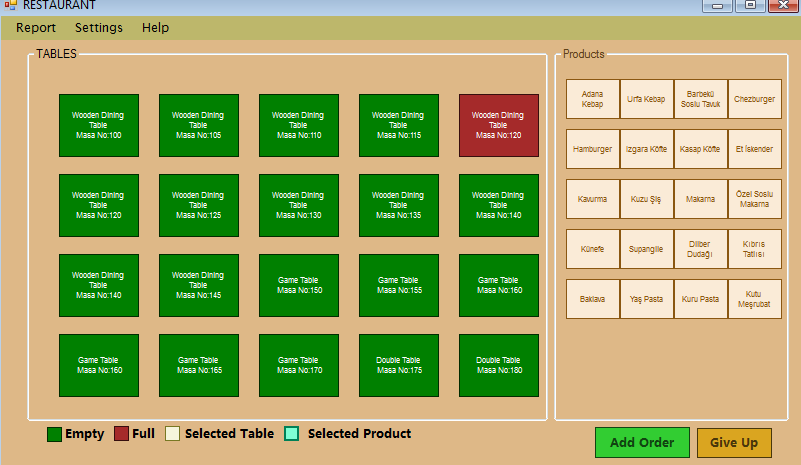 RESTAURANT
Report Settings Help
TABLES
Wooden Dining
Table
Masa No:100
Wooden Dining
Table
Masa No:105
Wooden Dining
Table
Masa No:110
Wooden Dining
Table
Masa No:115
Wooden Dining
Table
Masa No:120
Wooden Dining
Table
Masa No:120
Wooden Dining
Table
Masa No:125
Wooden Dining
Table
Masa No:130
Wooden Dining
Table
Masa No:135
Wooden Dining
Table
Masa No:140
Wooden Dining
Table
Masa No:140
Wooden Dining
Table
Masa No:145
Game Table
Masa No:150
Game Table
Masa No:155
Game Table
Masa No:160
Game Table
Masa No:160
Game Table
Masa No:165
Game Table
Masa No:170
Double Table
Masa No:175
Double Table
Masa No:180
Empty Full Selected Table Selected Product
Products
Adana
Kebap
Urfa Kebap
Barbekü
Soslu Tavuk
Chezburger
Hamburger
Izgara Köfte
Kasap Köfte
Et İskender
Kavurma
Kuzu Şiş
Makarna
Özel Soslu
Makarna
Künefe
Supangille
Dilber
Dudağı
Kıbrıs
Tatlısı
Baklava
Yaş Pasta
Kuru Pasta
Kutu
Meşrubat
Add Order
Give Up